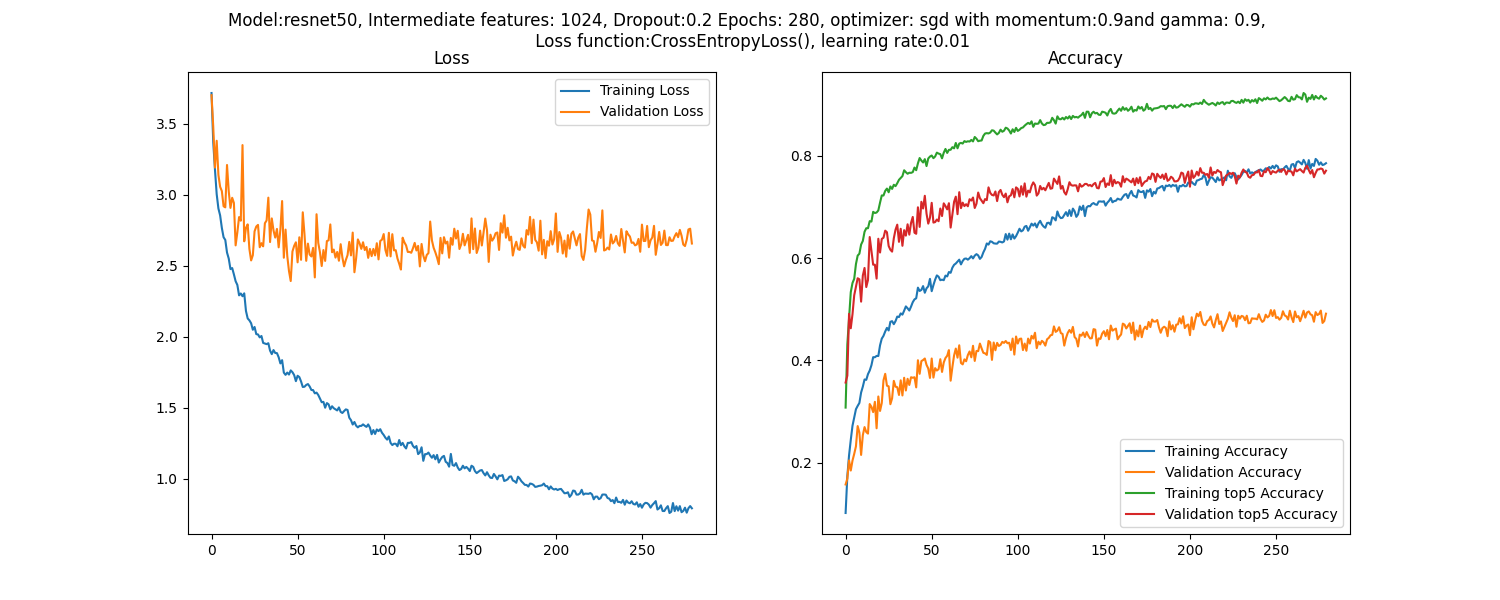 Model:resnet50, Intermediate features: 1024, Dropout:0.2 Epochs: 280, optimizer: sgd with momentum:0.9and gamma: 0.9,
Loss function:CrossEntropyLoss(), learning rate:0.01
Loss
Training Loss
Validation Loss
3.5
3.0
2.5
2.0
1.5
1.0
0
50
100
150
200
250
Accuracy
0.8
0.6
0.4
0.2
Training Accuracy
Validation Accuracy
Training top5 Accuracy
Validation top5 Accuracy
0
50
100
150
200
250